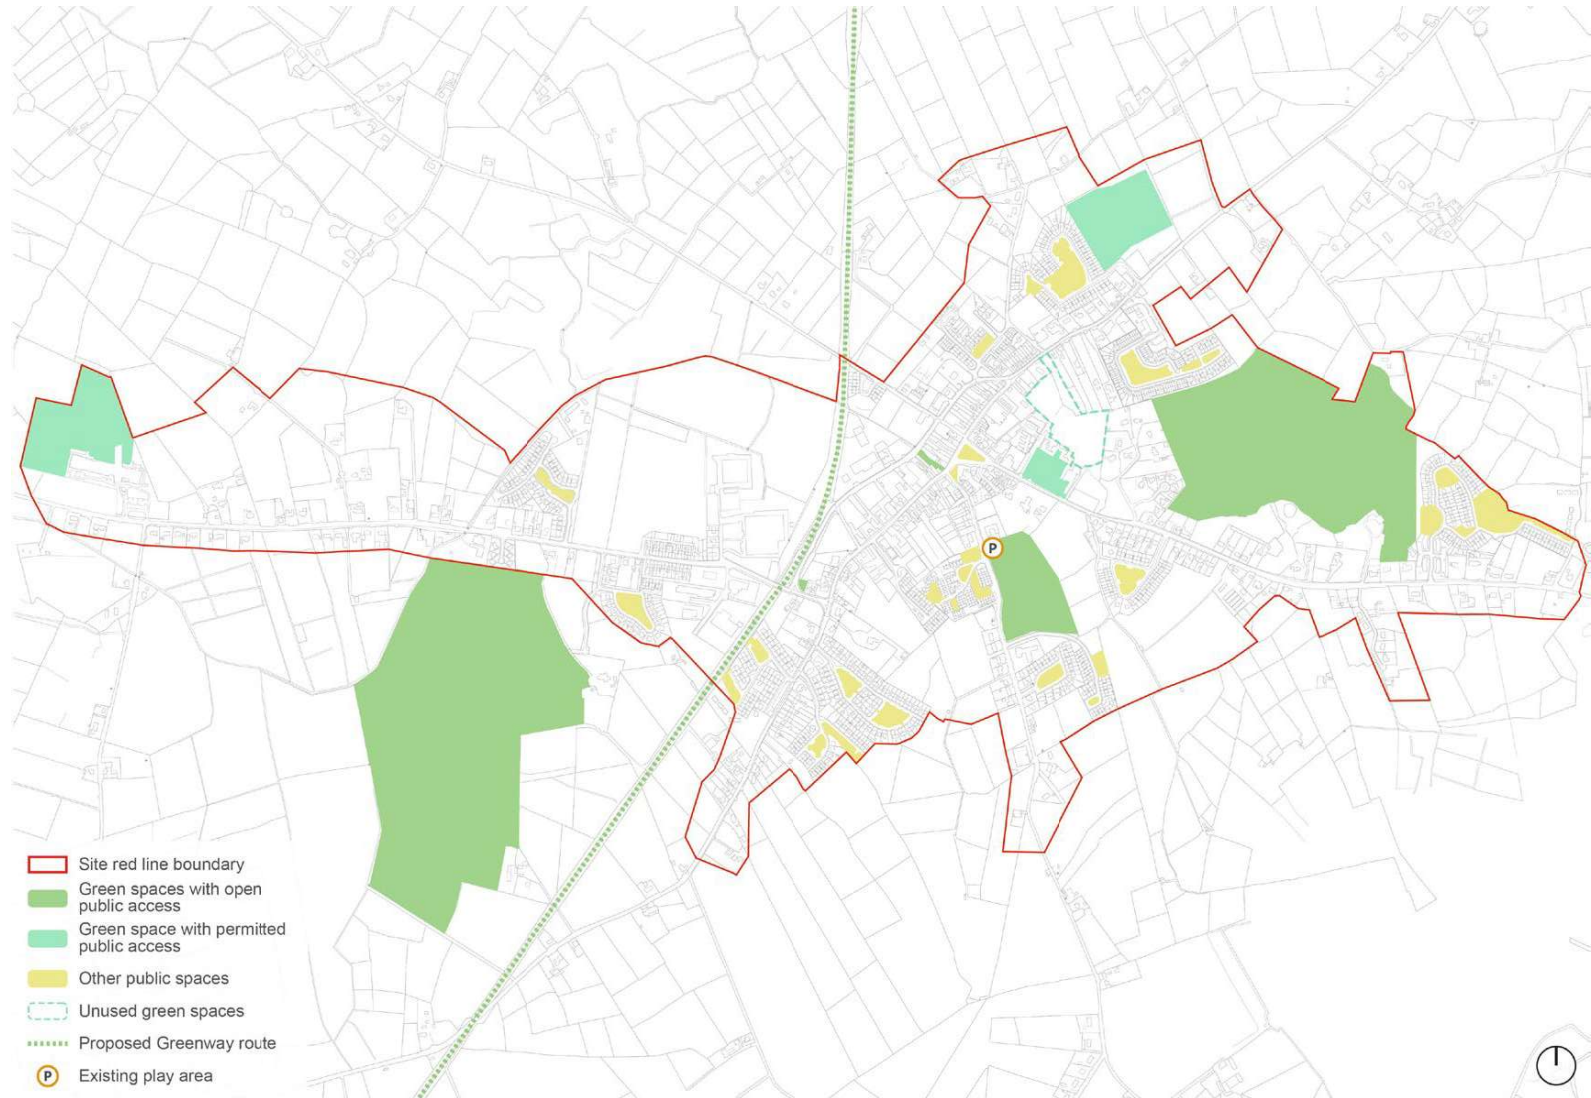 P
Site red line boundary
Green spaces with open
public access
Green space with permitted
public access
Other public spaces
Unused green spaces
Proposed Greenway route
P Existing play area